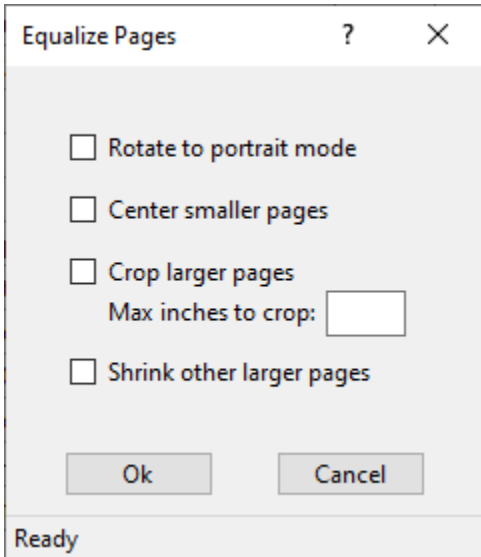 Equalize Pages ?
Rotate to portrait mode
Center smaller pages
Crop larger pages
Max inches to crop:
Shrink other larger pages
Ok Cancel
Ready